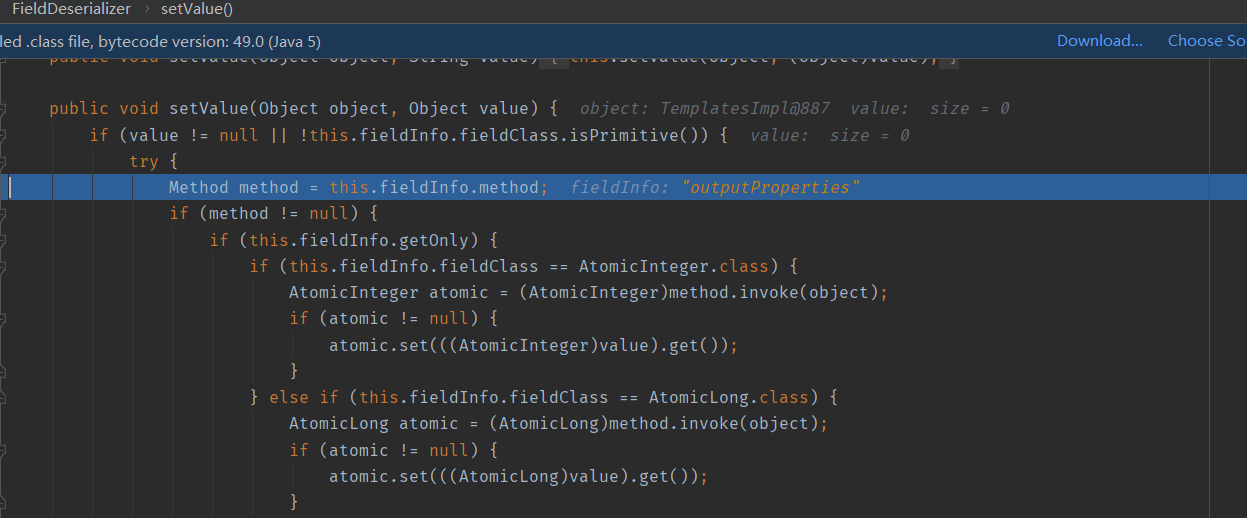 FieldDeserializer › setValue()
led .class file, bytecode version: 49.0 (Java 5) Download... Choose So
public void setValue(Object object, String value) { this.setValue(object, (Object)value); }
public void setValue(Object object, Object value) { object: TemplatesImpl@887 value: size = 0
if (value != null || !this.fieldInfo.fieldClass.isPrimitive()) { value: size = 0
try {
Method method = this.fieldInfo.method; fieldInfo: "outputProperties"
if (method != null) {
if (this.fieldInfo.getOnly) {
if (this.fieldInfo.fieldClass == AtomicInteger.class) {
AtomicInteger atomic = (AtomicInteger)method.invoke(object);
if (atomic != null) {
atomic.set(((AtomicInteger)value).get());
}
} else if (this.fieldInfo.fieldClass == AtomicLong.class) {
AtomicLong atomic = (AtomicLong)method.invoke(object);
if (atomic != null) {
atomic.set(((AtomicLong)value).get());
}